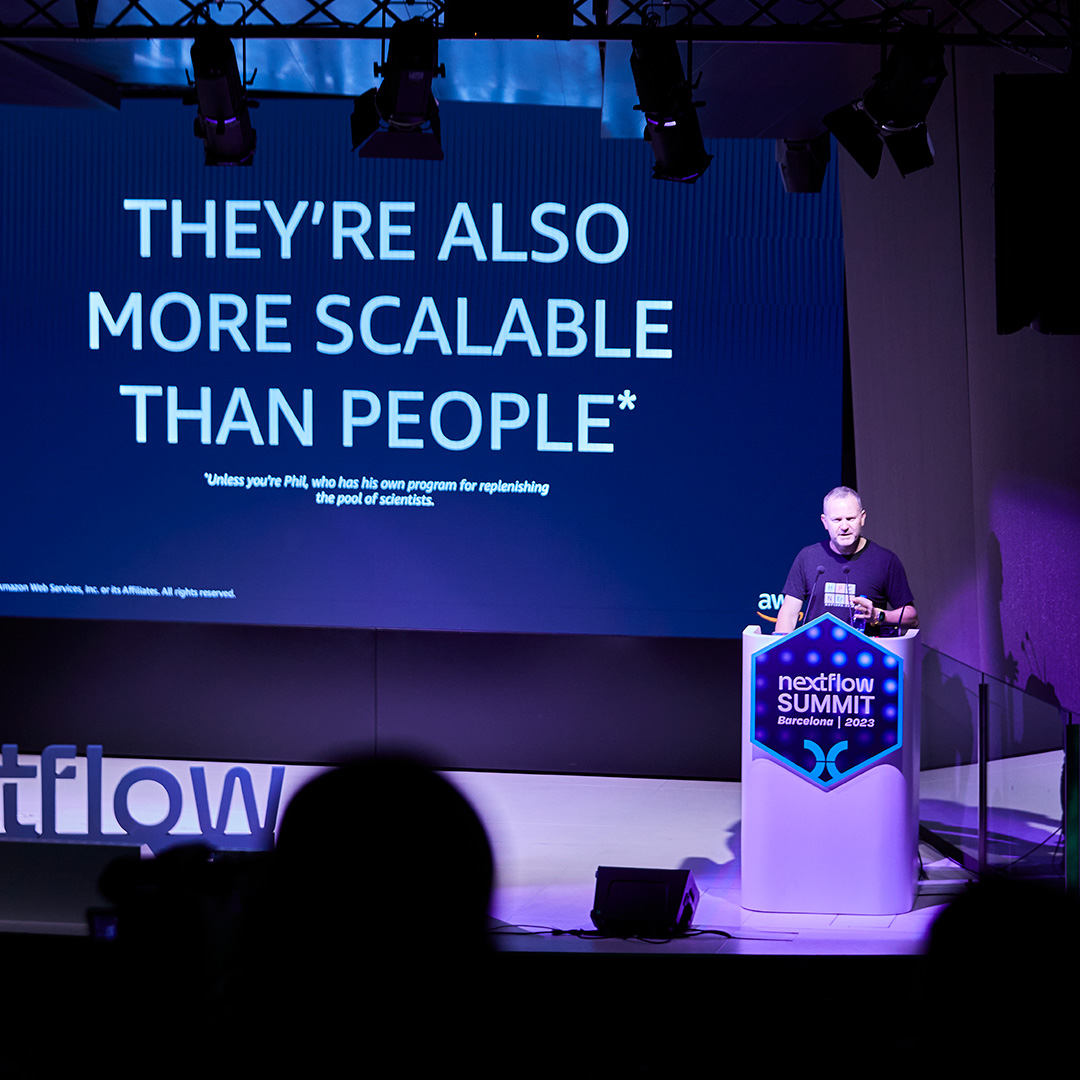 THEY'RE ALSO
MORE SCALABLE
THAN PEOPLE*
*Unless you're Phil, who has his own program for replenishing
the pool of scientists.
Amazon Web Services, Inc. or its Affiliates. All rights reserved.
aws
nextflow
SUMMIT
Barcelona | 2023
tflow